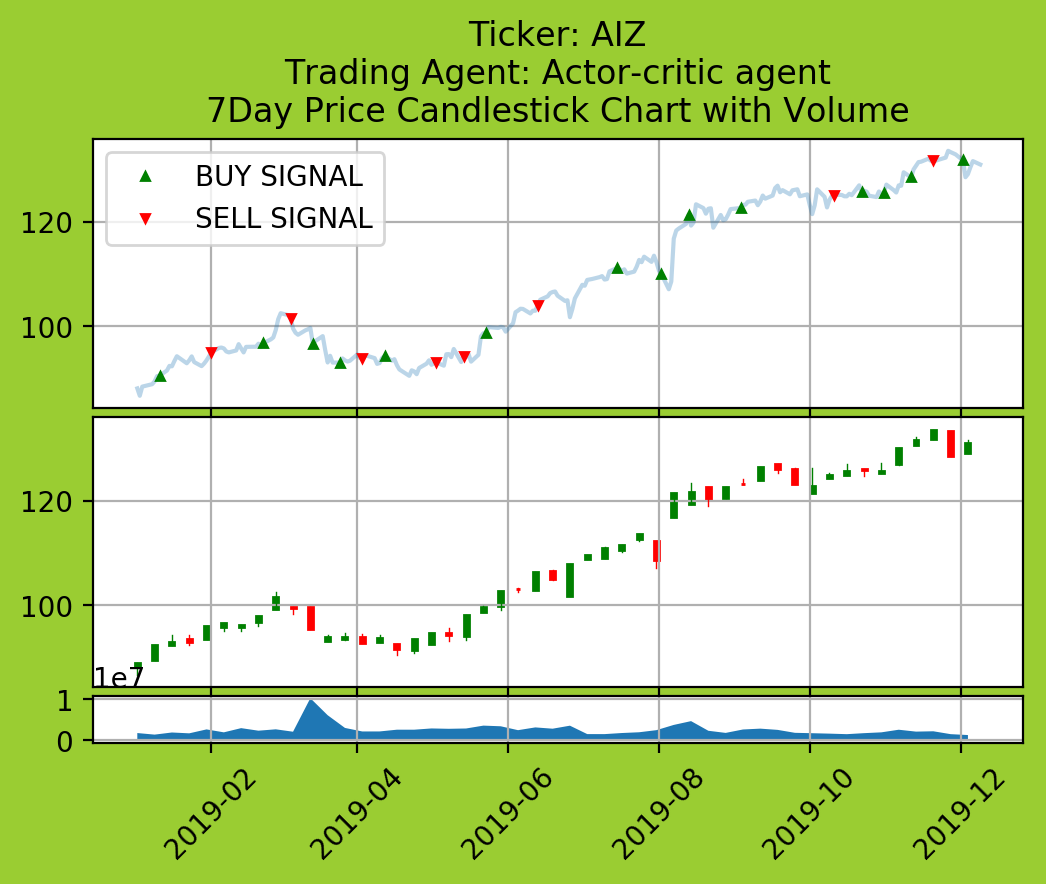 Ticker: AIZ
Trading Agent: Actor-critic agent
7Day Price Candlestick Chart with Volume
BUY SIGNAL
SELL SIGNAL
120
100
120
100
1e7
1
0
2019-02
2019-04
2019-06
2019-08
2019-10
2019-12